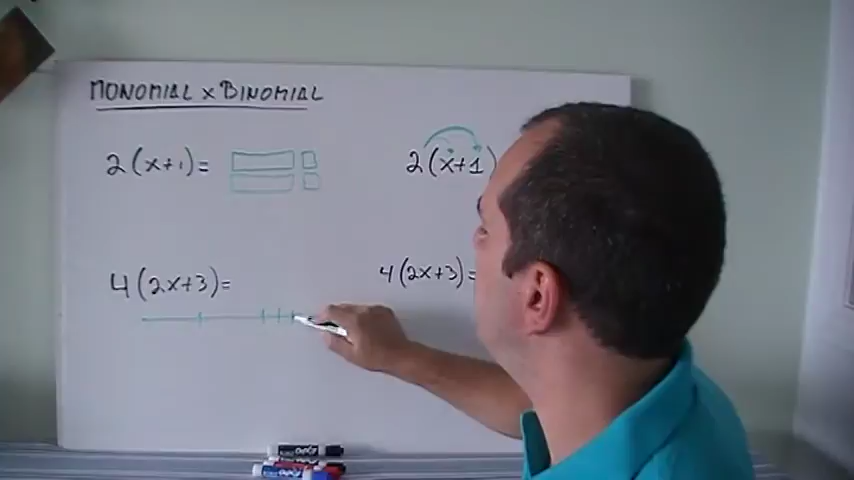 MONOMIAL x BINOMIAL
2(x+1)=
2(x+1)
4(2x+3)=
4(2x+3)=